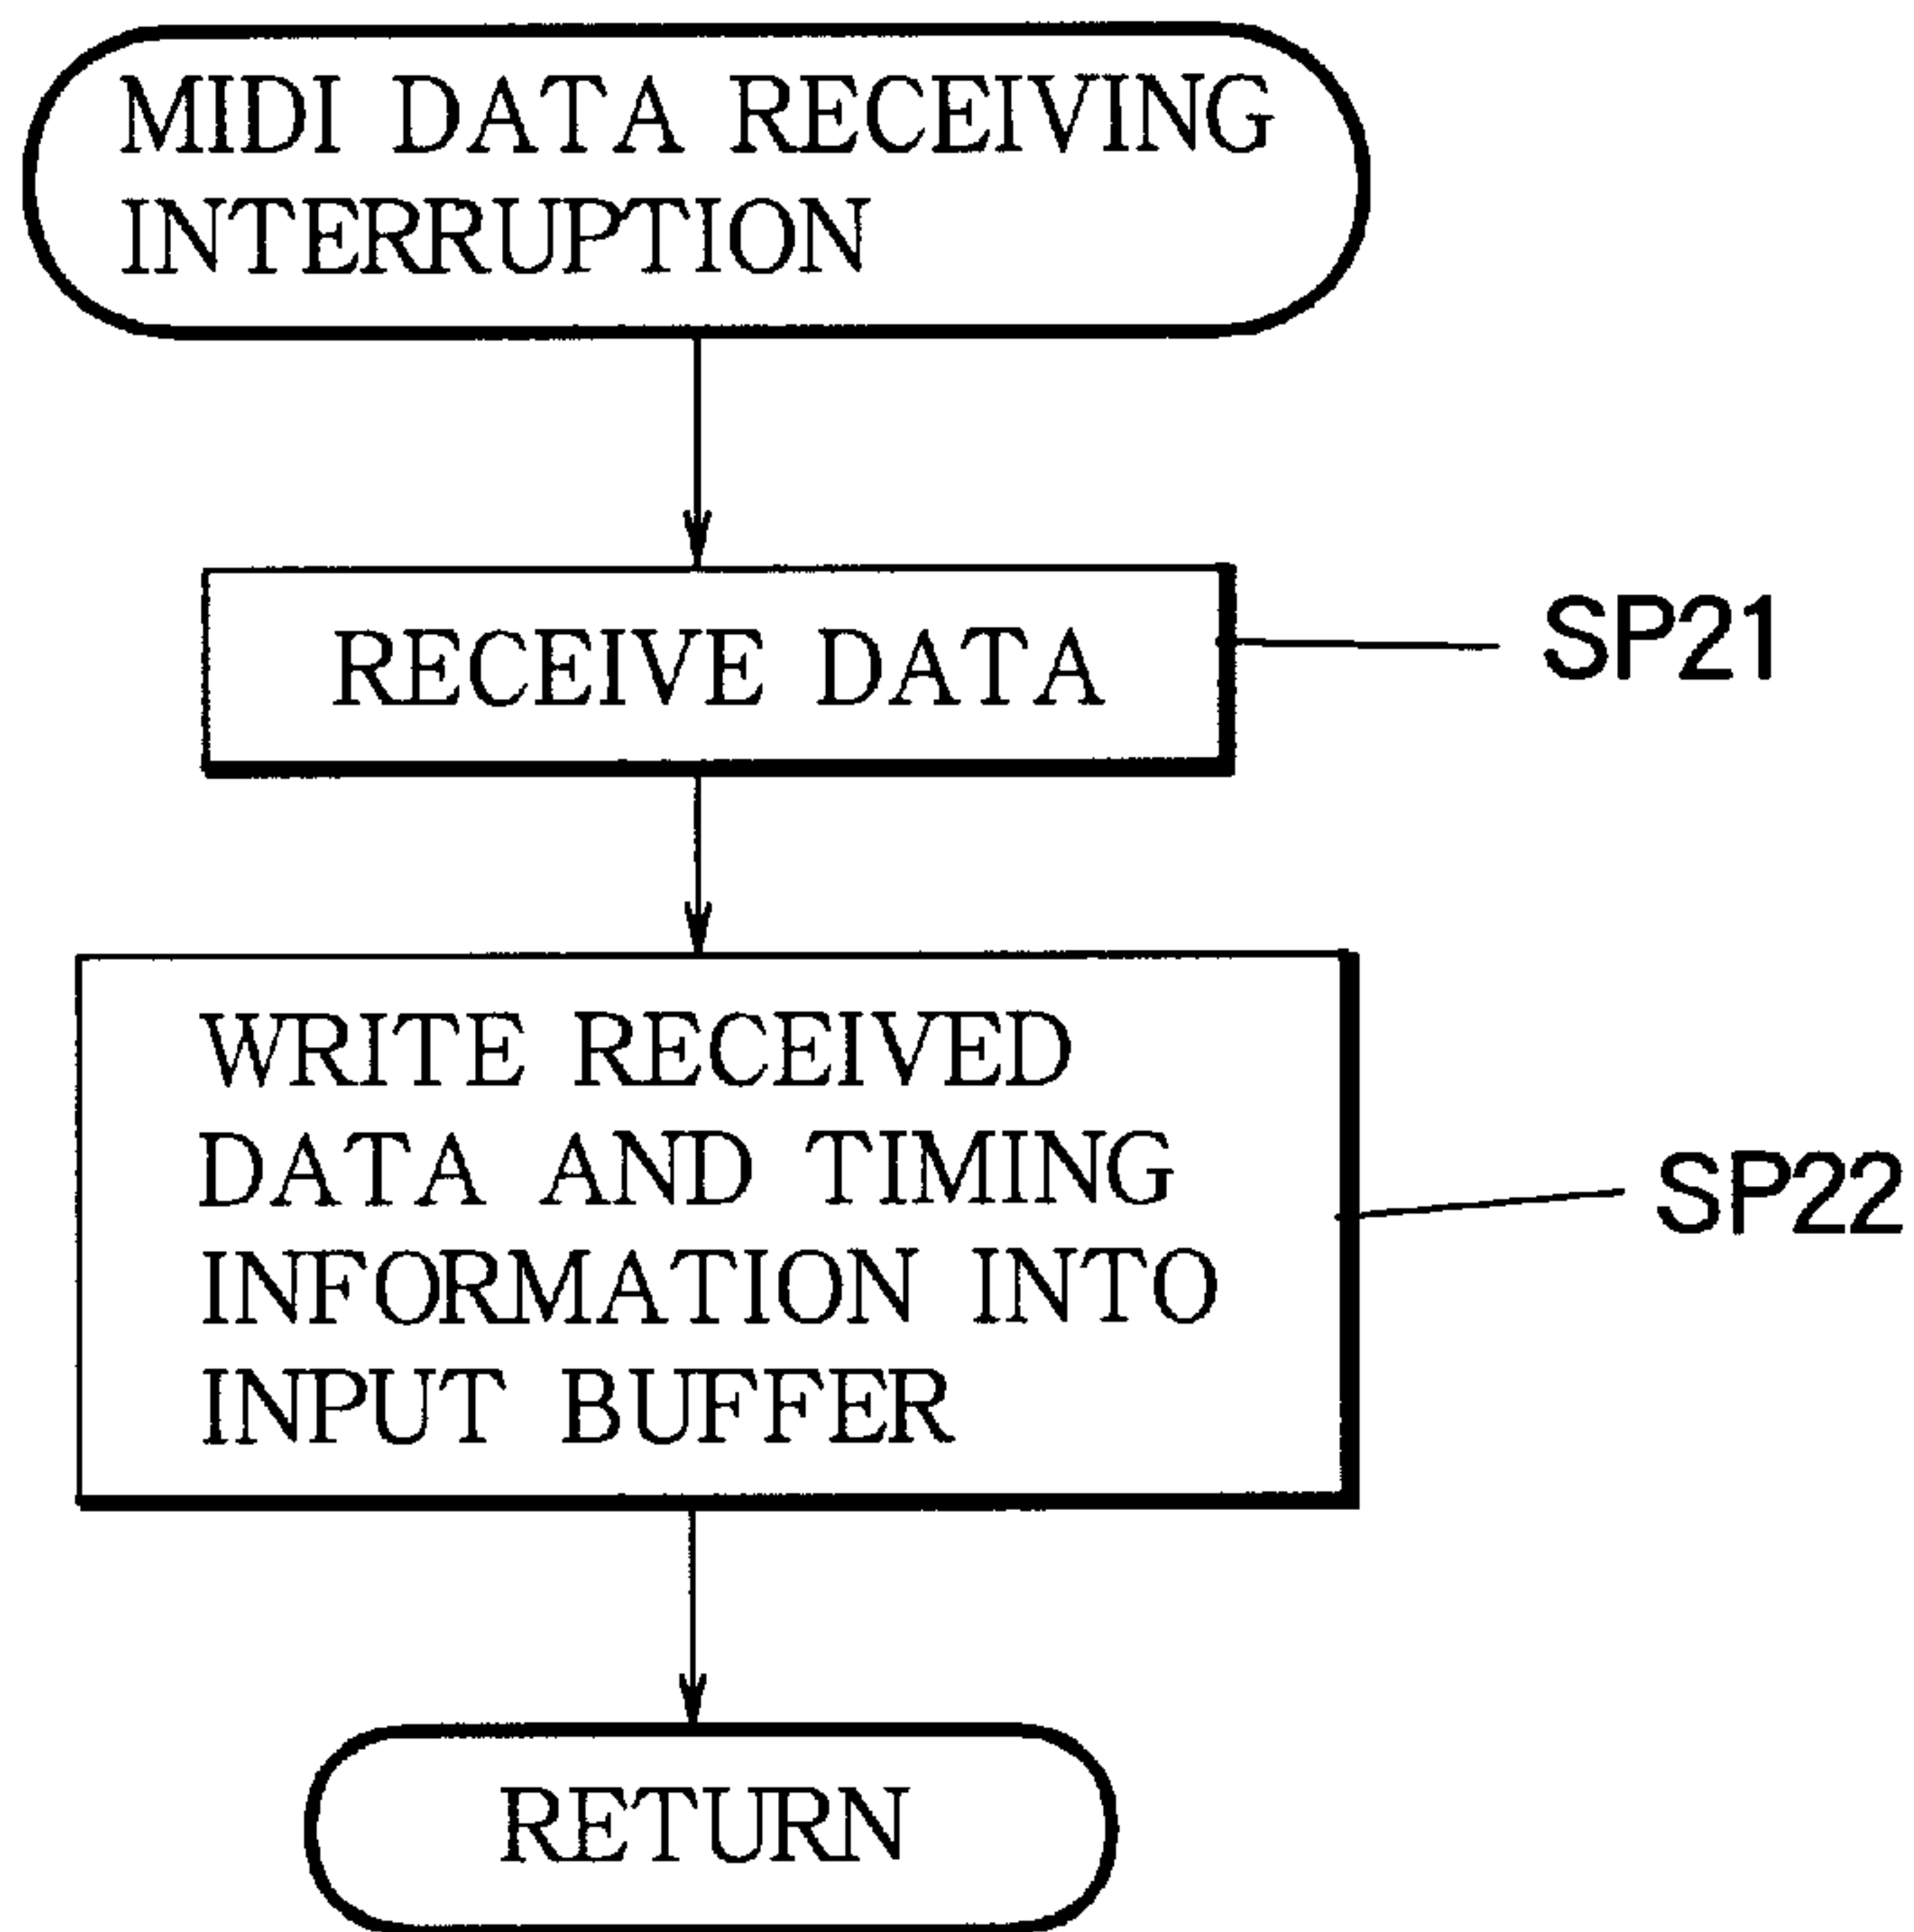 MIDI DATA RECEIVING
INTERRUPTION
RECEIVE DATA
SP21
WRITE RECEIVED
DATA AND TIMING
INFORMATION INTO
INPUT BUFFER
SP22
RETURN